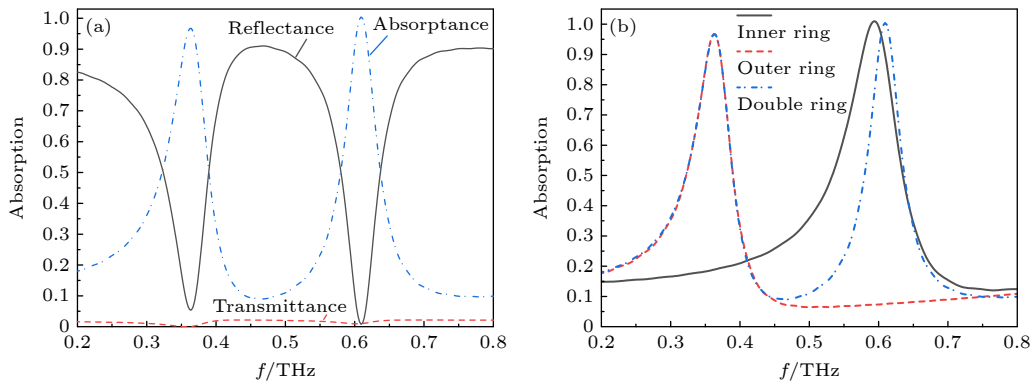 (a)
Reflectance
Absorptance
Transmittance
Absorption
1.0
0.9
0.8
0.7
0.6
0.5
0.4
0.3
0.2
0.1
0
0.2 0.3 0.4 0.5 0.6 0.7 0.8
f/THz
(b)
Inner ring
Outer ring
Double ring
Absorption
1.0
0.9
0.8
0.7
0.6
0.5
0.4
0.3
0.2
0.1
0
0.2 0.3 0.4 0.5 0.6 0.7 0.8
f/THz